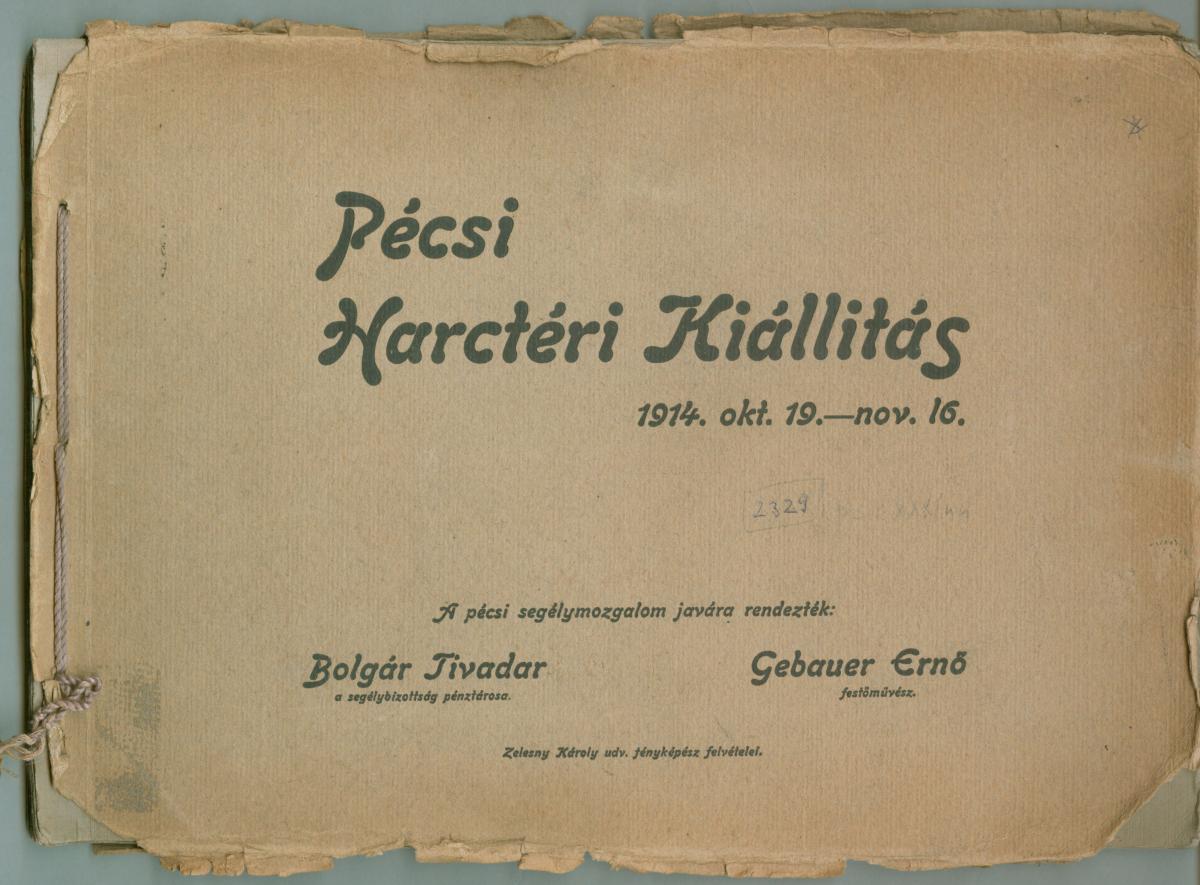 Pécsi
Harctéri Kiállitás
1914. okt. 19.—nov. 16.
2329
A pécsi segélymozgalom javára rendezték:
Bolgár Tivadar
a segélybizottság pénztárosa.
Gebauer Ernő
festőművész.
Zelesny Károly udv. fényképész felvételei.